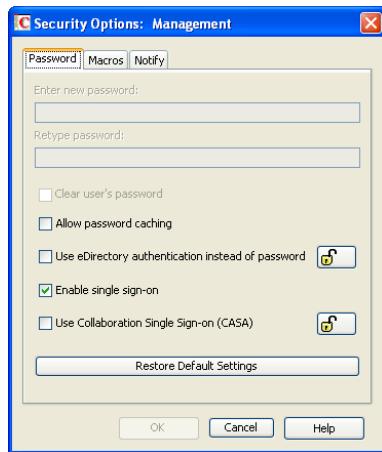 Security Options: Management
Password Macros Notify
Enter new password:
Retype password:
Clear user's password
Allow password caching
Use eDirectory authentication instead of password
Enable single sign-on
Use Collaboration Single Sign-on (CASA)
Restore Default Settings
OK Cancel Help